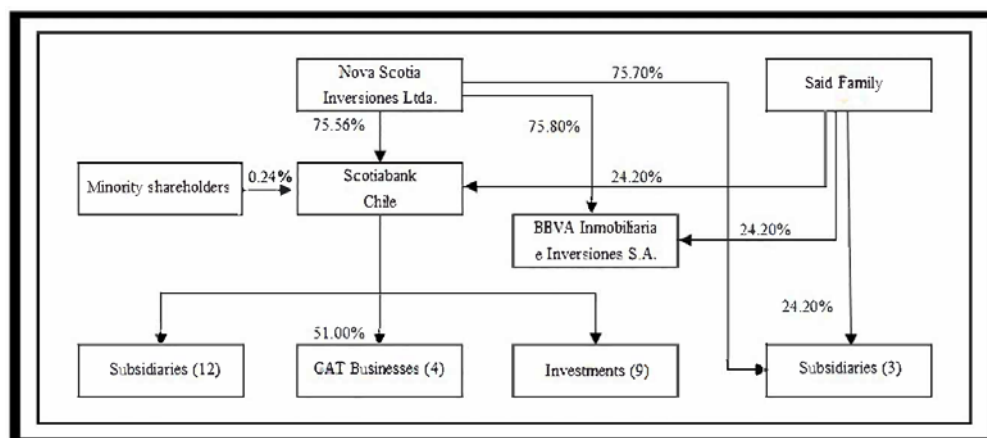 Nova Scotia
Inversiones Ltda.
75.70%
Said Family
75.56%
75.80%
Minority shareholders
0.24%
Scotiabank
Chile
24.20%
BBVA Inmobiliaria
e Inversiones S.A.
24.20%
51.00%
24.20%
Subsidiaries (12)
CAT Businesses (4)
Investments (9)
Subsidiaries (3)